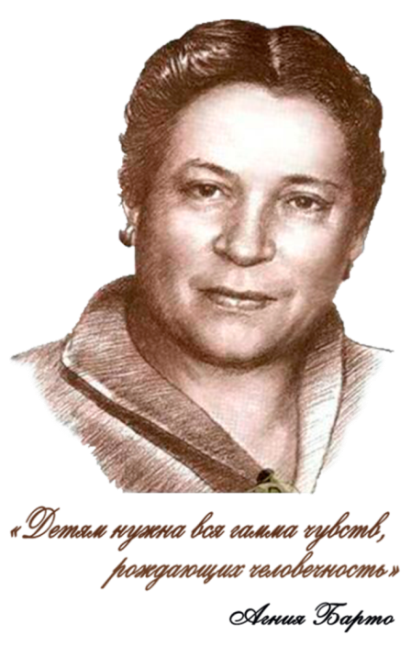 «Детям нужна вся гамма чувств,
рождающих человечность»
Агния Барто